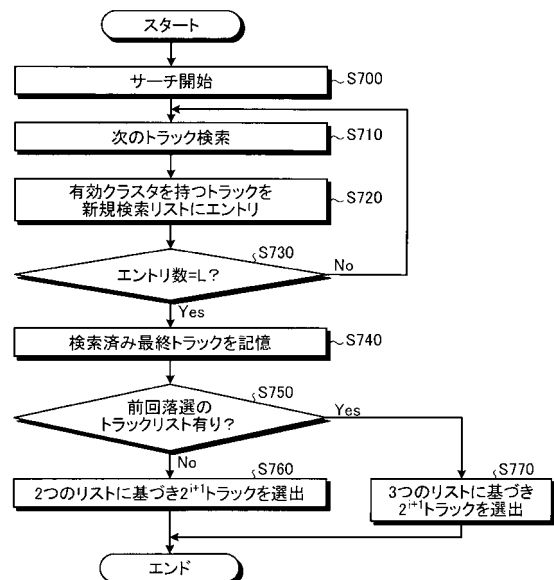 スタート
サーチ開始
S700
次のトラック検索
S710
有効クラスタを持つトラックを
新規検索リストにエントリ
S720
S730
エントリ数=L?
No
Yes
検索済み最終トラックを記憶
S740
S750
前回落選の
トラックリスト有り?
Yes
No
S760
2つのリストに基づき2^{i+1}トラックを選出
S770
3つのリストに基づき
2^{i+1}トラックを選出
エンド